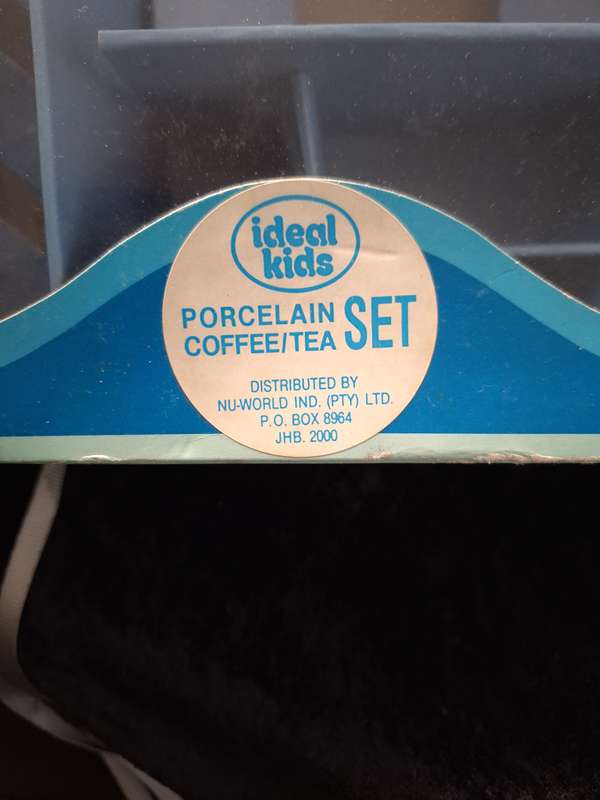 ideal
kids
PORCELAIN
COFFEE/TEA SET
DISTRIBUTED BY
NU-WORLD IND. (PTY) LTD.
P.O. BOX 8964
JHB. 2000